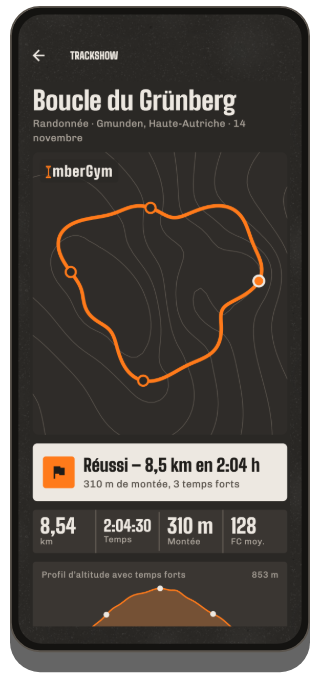 TRACKSHOW
Boucle du Grünberg
Randonnée · Gmunden, Haute-Autriche · 14
novembre
ImberGym
Réussi – 8,5 km en 2:04 h
310 m de montée, 3 temps forts
8,54
km
2:04:30
Temps
310 m
Montée
128
FC moy.
Profil d'altitude avec temps forts
853 m